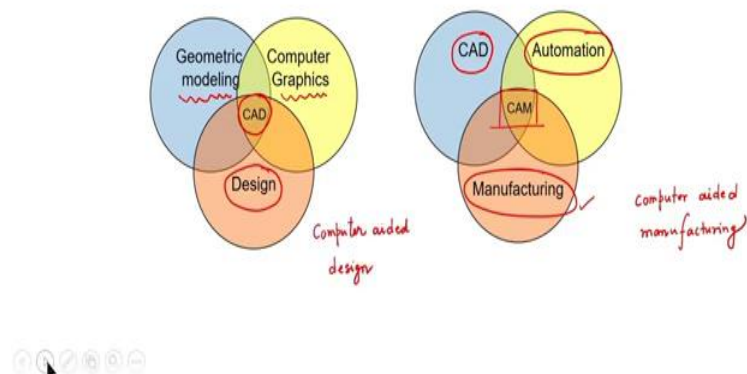 Geometric
modeling
Computer
Graphics
CAD
Design
Computer aided
design
CAD
Automation
CAM
Manufacturing
Computer aided
manufacturing